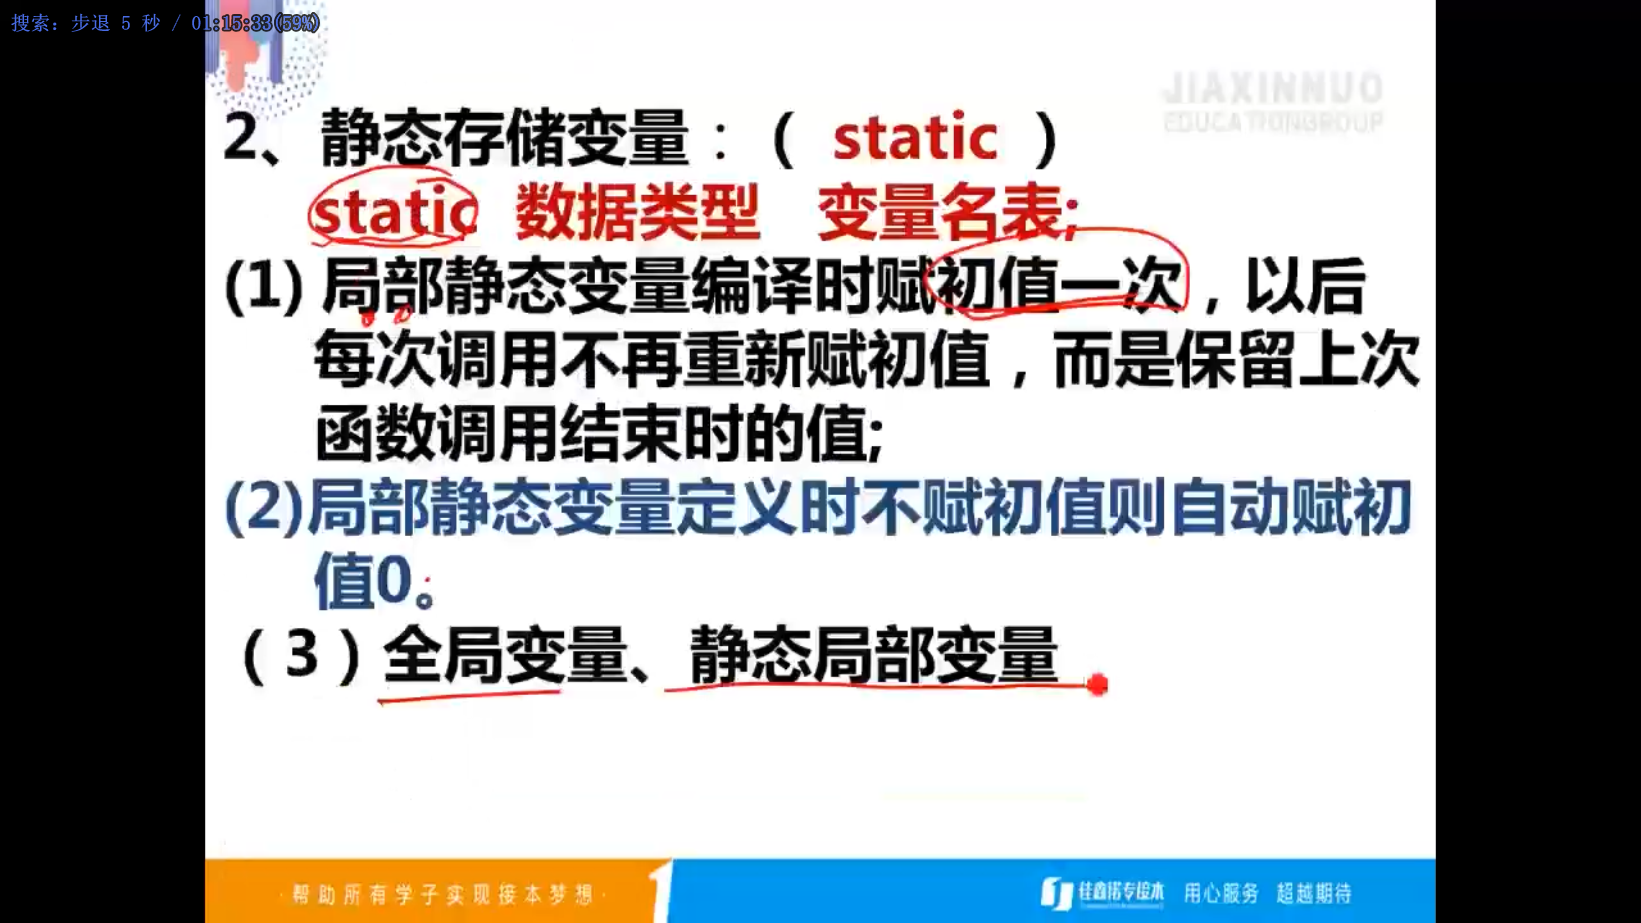 搜索: 步退 5 秒 / 01:15:33(59%)
JIAXINNUO
EDUCATIONGROUP
2、静态存储变量：（ static ）
static 数据类型 变量名表;
(1) 局部静态变量编译时赋初值一次，以后
每次调用不再重新赋初值，而是保留上次
函数调用结束时的值;
(2)局部静态变量定义时不赋初值则自动赋初
值0。
（3）全局变量、静态局部变量
·帮助所有学子实现接本梦想·
佳鑫诺专接本 用心服务 超越期待